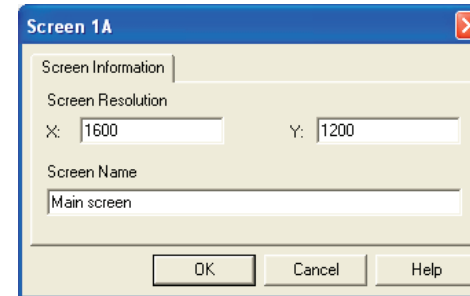 Screen 1A
Screen Information
Screen Resolution
X: 1600 Y: 1200
Screen Name
Main screen
OK Cancel Help